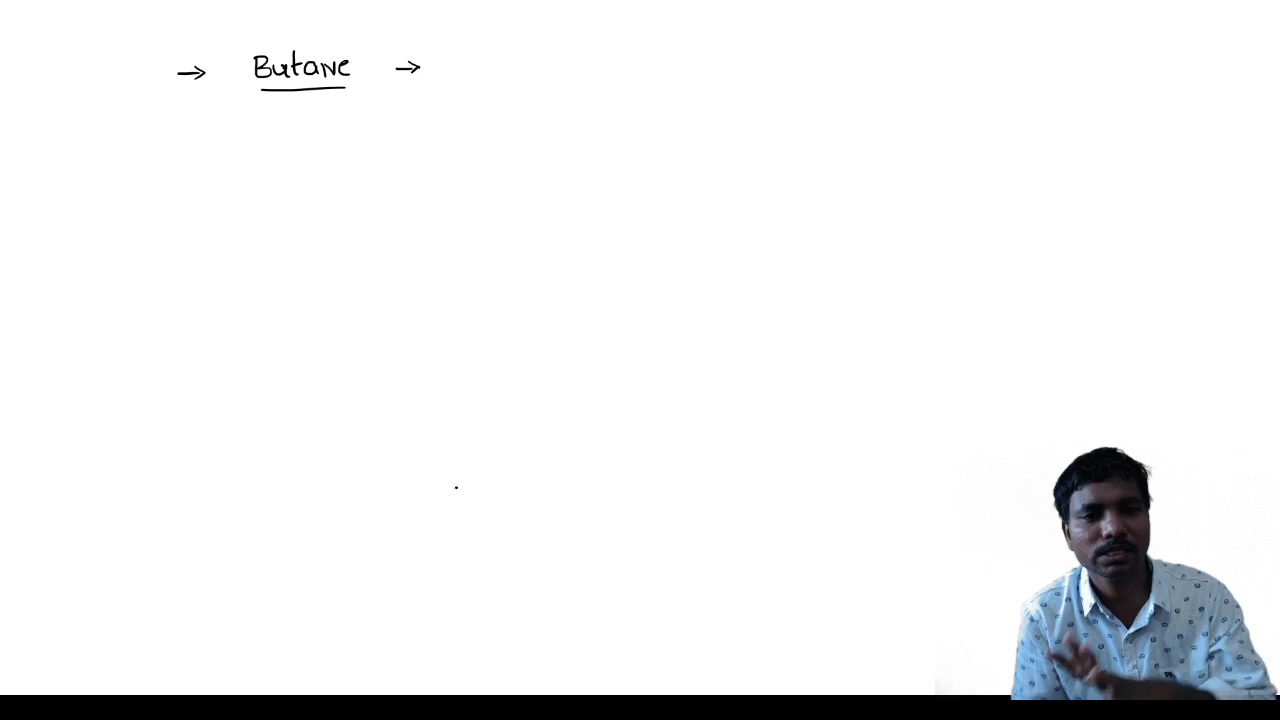 → Butane →